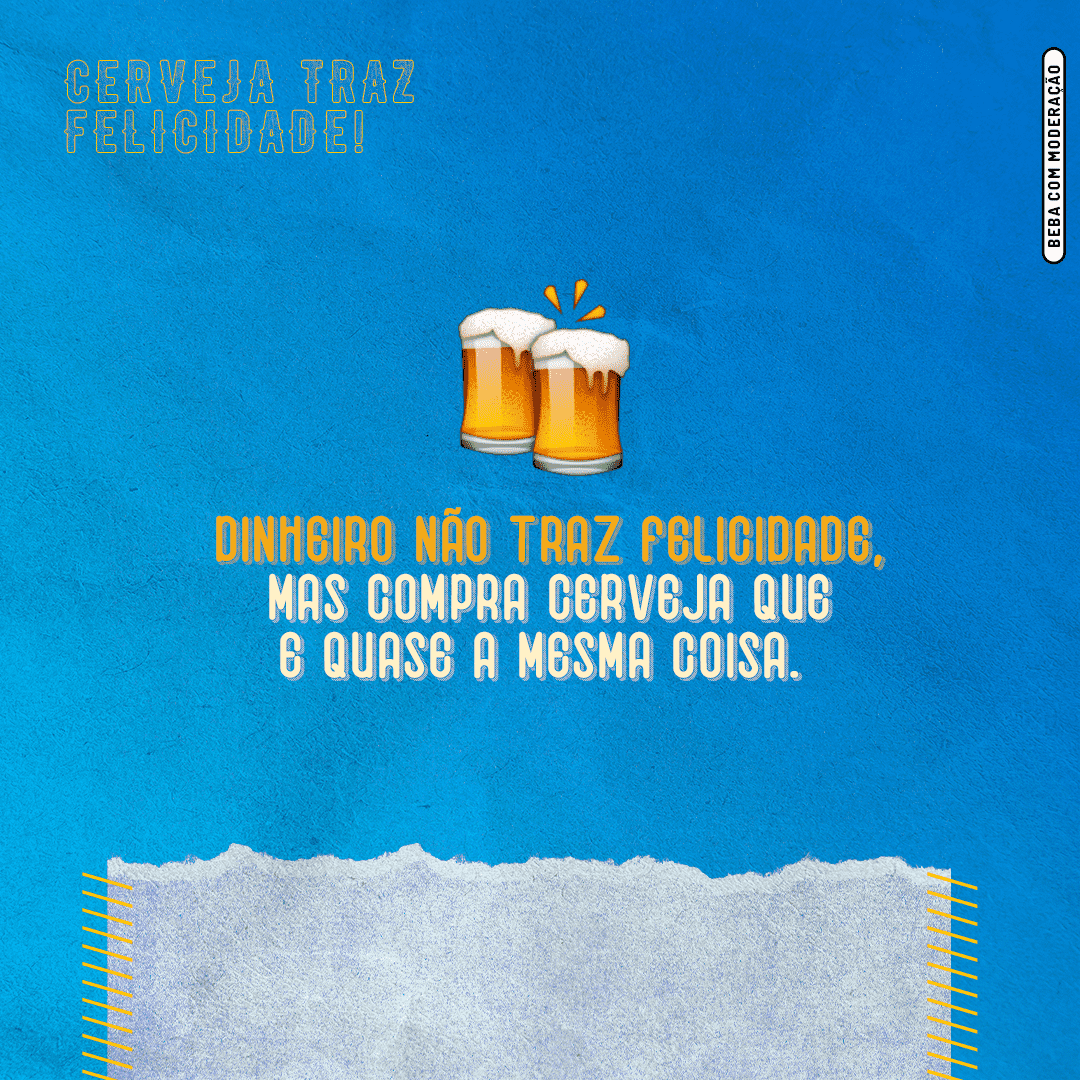 CERVEJA TRAZ
FELICIDADE!
BEBA COM MODERAÇÃO
DINHEIRO NÃO TRAZ FELICIDADE,
MAS COMPRA CERVEJA QUE
E QUASE A MESMA COISA.